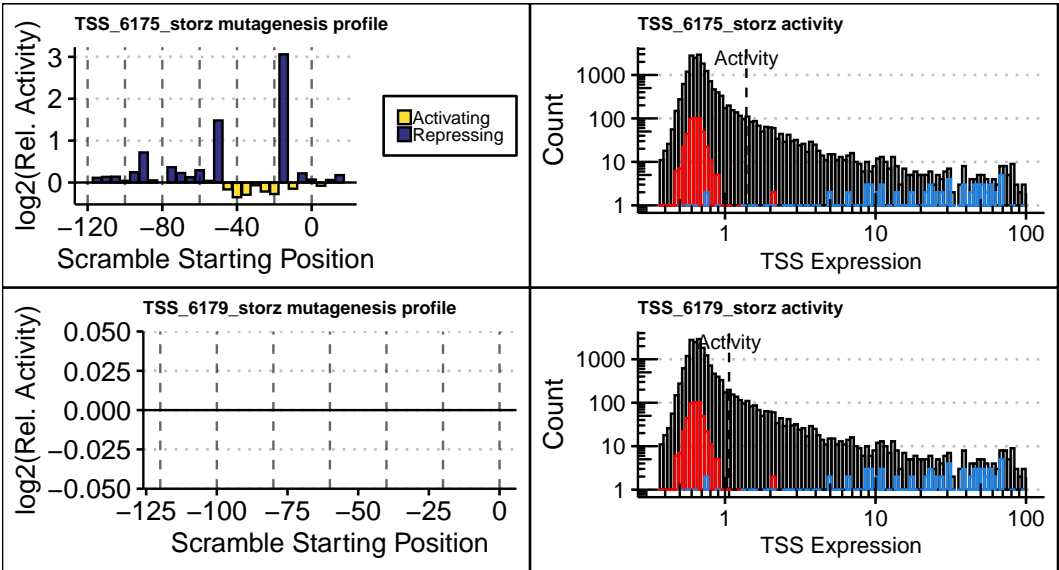 TSS_6175_storz mutagenesis profile
log2(Rel. Activity)
3
2
1
0
−120
−80
−40
0
Scramble Starting Position
Activating
Repressing
TSS_6175_storz activity
Activity
Count
1000
100
10
1
1
10
100
TSS Expression
TSS_6179_storz mutagenesis profile
log2(Rel. Activity)
0.050
0.025
0.000
−0.025
−0.050
−125
−100
−75
−50
−25
0
Scramble Starting Position
TSS_6179_storz activity
Activity
Count
1000
100
10
1
1
10
100
TSS Expression